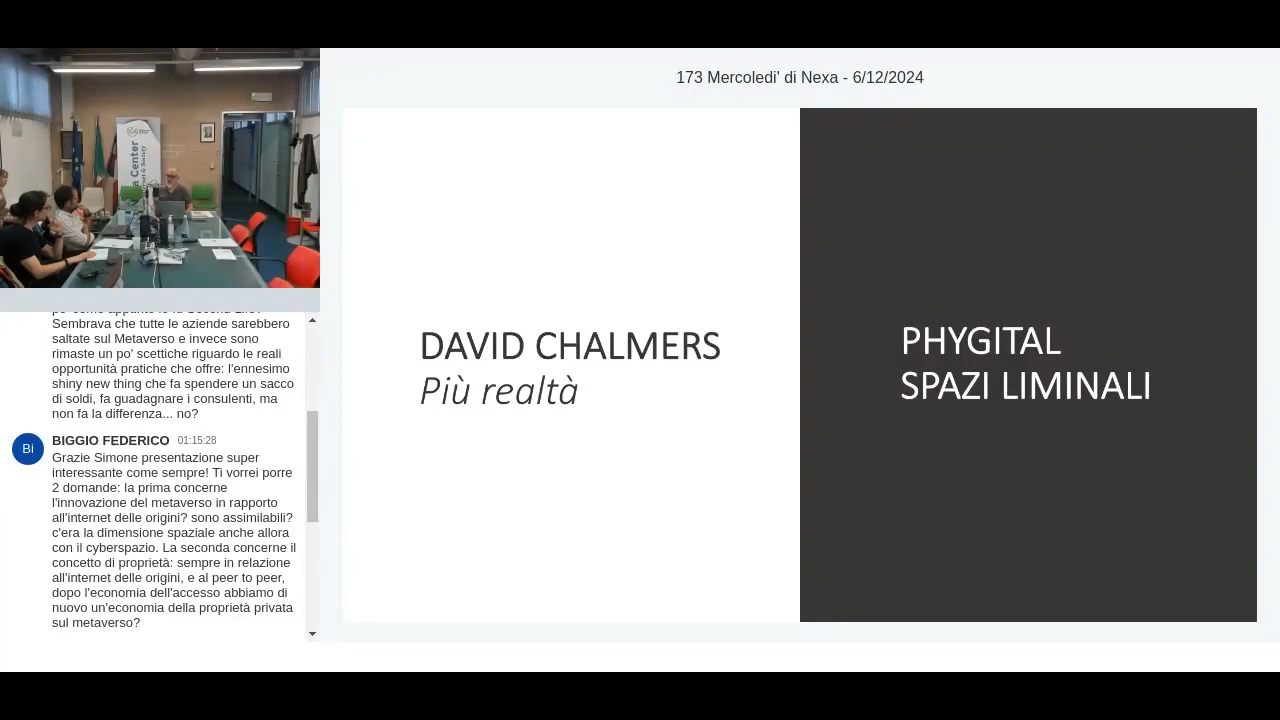 173 Mercoledi' di Nexa - 6/12/2024
a Center
DAVID CHALMERS
Più realtà
PHYGITAL
SPAZI LIMINALI
Sembrava che tutte le aziende sarebbero
saltate sul Metaverso e invece sono
rimaste un po' scettiche riguardo le reali
opportunità pratiche che offre: l'ennesimo
shiny new thing che fa spendere un sacco
di soldi, fa guadagnare i consulenti, ma
non fa la differenza... no?
Bi
BIGGIO FEDERICO 01:15:28
Grazie Simone presentazione super
interessante come sempre! Ti vorrei porre
2 domande: la prima concerne
l'innovazione del metaverso in rapporto
all'internet delle origini? sono assimilabili?
c'era la dimensione spaziale anche allora
con il cyberspazio. La seconda concerne il
concetto di proprietà: sempre in relazione
all'internet delle origini, e al peer to peer,
dopo l'economia dell'accesso abbiamo di
nuovo un'economia della proprietà privata
sul metaverso?